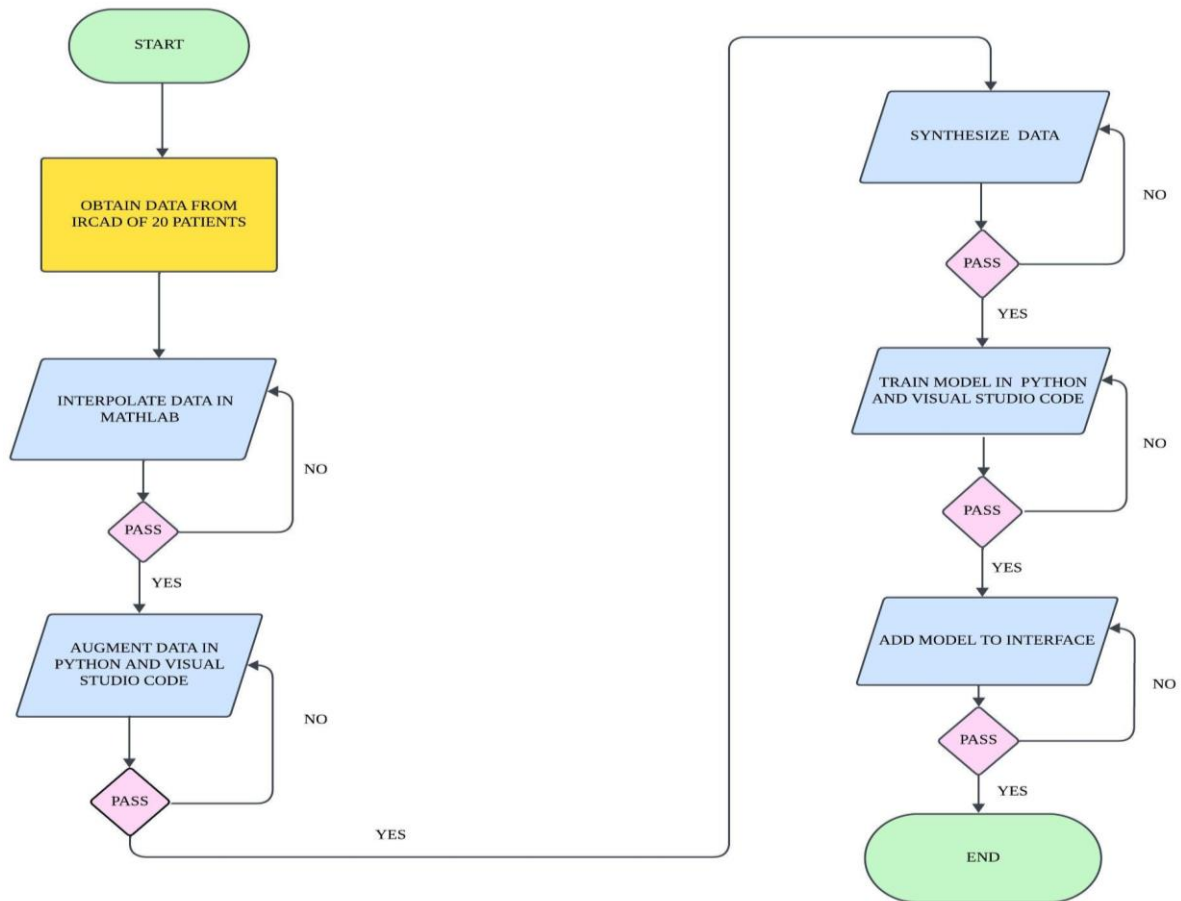 START
OBTAIN DATA FROM
IRCAD OF 20 PATIENTS
INTERPOLATE DATA IN
MATHLAB
NO
PASS
YES
AUGMENT DATA IN
PYTHON AND VISUAL
STUDIO CODE
NO
PASS
YES
SYNTHESIZE DATA
NO
PASS
YES
TRAIN MODEL IN PYTHON
AND VISUAL STUDIO CODE
NO
PASS
YES
ADD MODEL TO INTERFACE
NO
PASS
YES
END